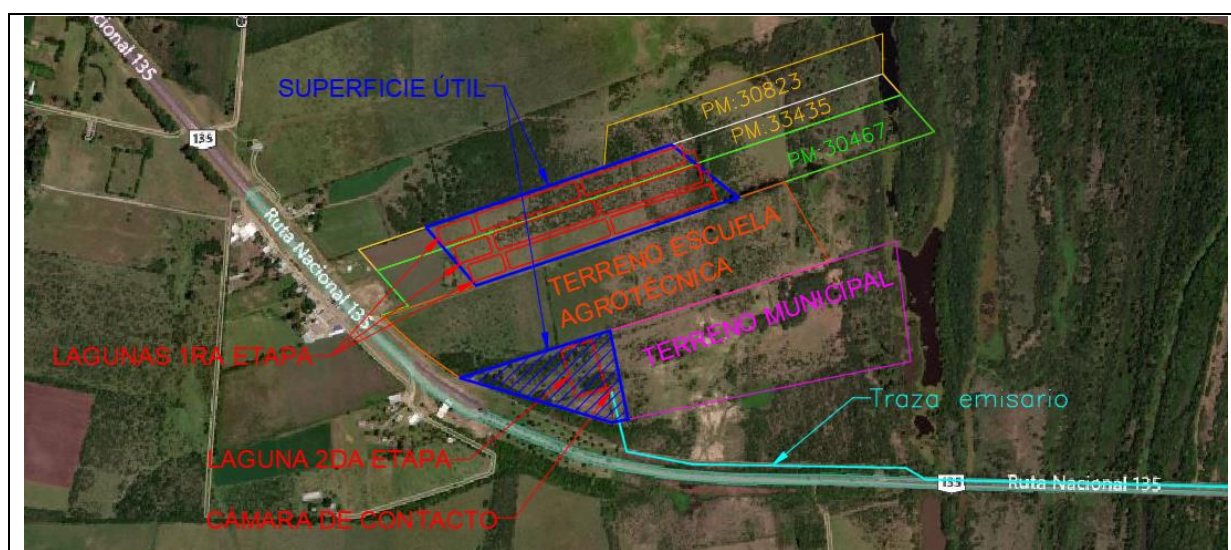 Nacional 135
135
SUPERFICIE ÚTIL
PM:30823
PM:33435
PM:30467
Ruta Nacional 135
TERRENO ESCUELA
AGROTÉCNICA
TERRENO MUNICIPAL
LAGUNAS 1RA ETAPA
Traza emisario
LAGUNA 2DA ETAPA
135
Ruta Nacional 135
CÁMARA DE CONTACTO